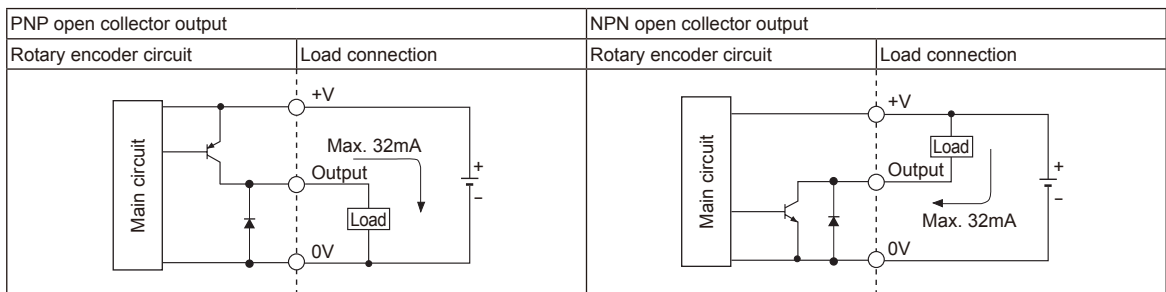 PNP open collector output
NPN open collector output
Rotary encoder circuit
Load connection
Rotary encoder circuit
Load connection
Main circuit
+V
Max. 32mA
Output
Load
0V
+
−
Main circuit
+V
Load
Output
Max. 32mA
0V
+
−